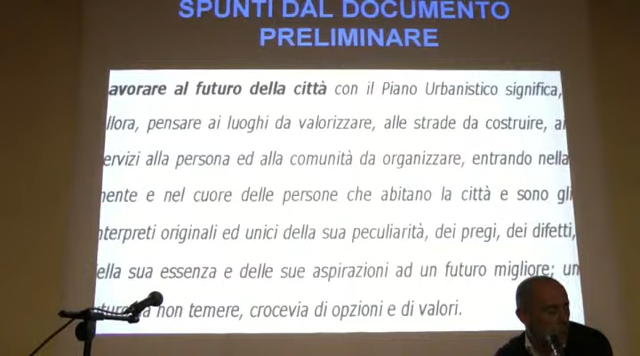 SPUNTI DAL DOCUMENTO
PRELIMINARE
avorare al futuro della città con il Piano Urbanistico significa,
llora, pensare ai luoghi da valorizzare, alle strade da costruire, ai
ervizi alla persona ed alla comunità da organizzare, entrando nella
mente e nel cuore delle persone che abitano la città e sono gli
nterpreti originali ed unici della sua peculiarità, dei pregi, dei difetti,
ella sua essenza e delle sue aspirazioni ad un futuro migliore; un
non temere, crocevia di opzioni e di valori.